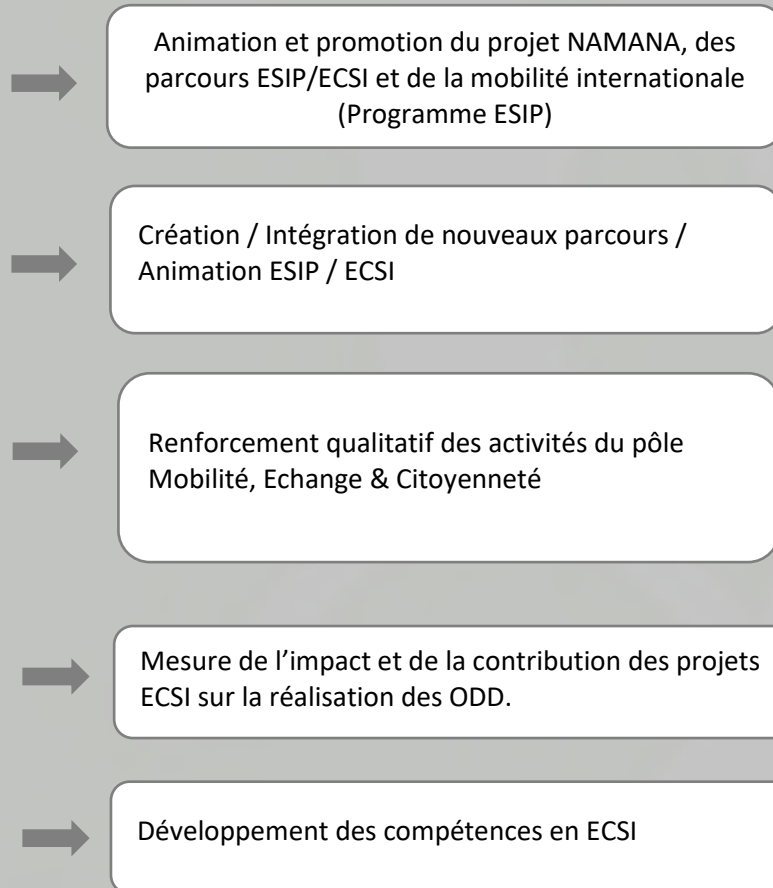 Animation et promotion du projet NAMANA, des
parcours ESIP/ECSI et de la mobilité internationale
(Programme ESIP)
Création / Intégration de nouveaux parcours /
Animation ESIP / ECSI
Renforcement qualitatif des activités du pôle
Mobilité, Echange & Citoyenneté
Mesure de l’impact et de la contribution des projets
ECSI sur la réalisation des ODD.
Développement des compétences en ECSI